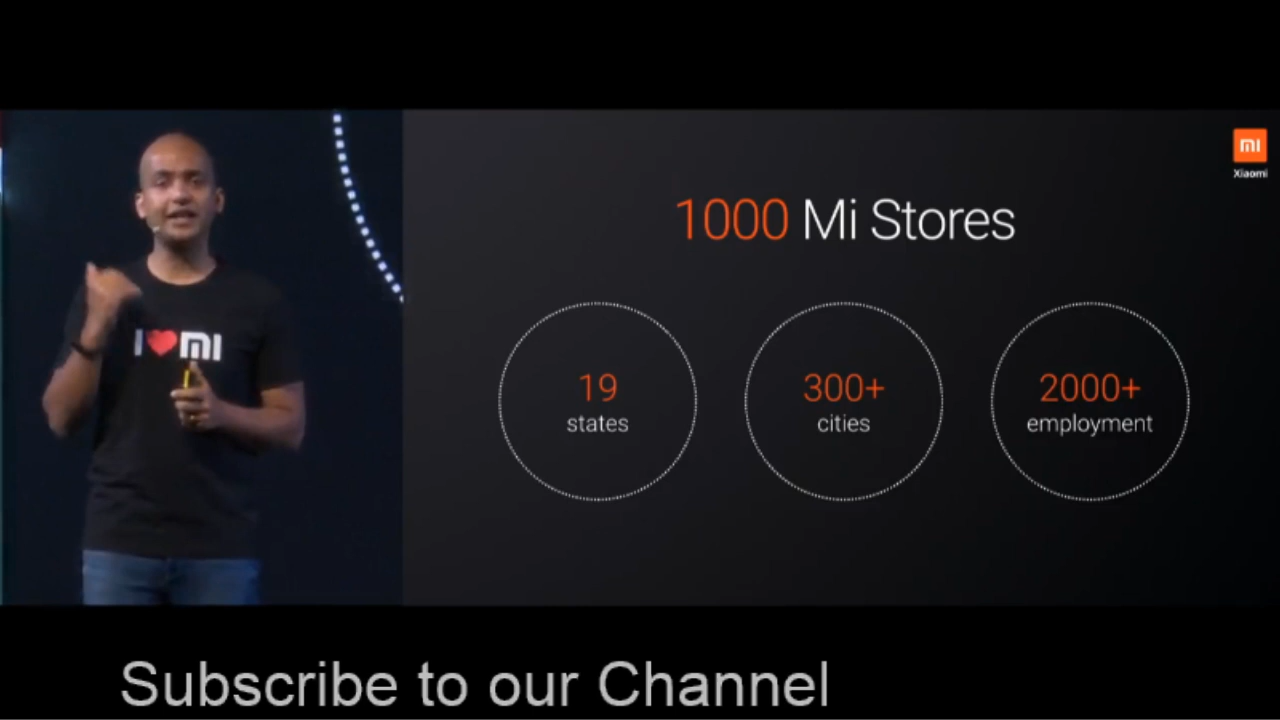 mi
Xiaomi
1000 Mi Stores
I ❤ mi
19
states
300+
cities
2000+
employment
Subscribe to our Channel